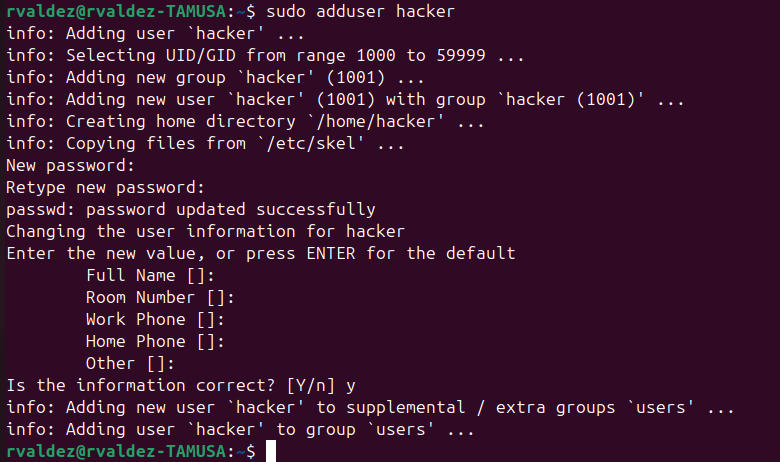 rvaldez@rvaldez-TAMUSA:~$ sudo adduser hacker
info: Adding user `hacker' ...
info: Selecting UID/GID from range 1000 to 59999 ...
info: Adding new group `hacker' (1001) ...
info: Adding new user `hacker' (1001) with group `hacker (1001)' ...
info: Creating home directory `/home/hacker' ...
info: Copying files from `/etc/skel' ...
New password:
Retype new password:
passwd: password updated successfully
Changing the user information for hacker
Enter the new value, or press ENTER for the default
        Full Name []:
        Room Number []:
        Work Phone []:
        Home Phone []:
        Other []:
Is the information correct? [Y/n] y
info: Adding new user `hacker' to supplemental / extra groups `users' ...
info: Adding user `hacker' to group `users' ...
rvaldez@rvaldez-TAMUSA:~$